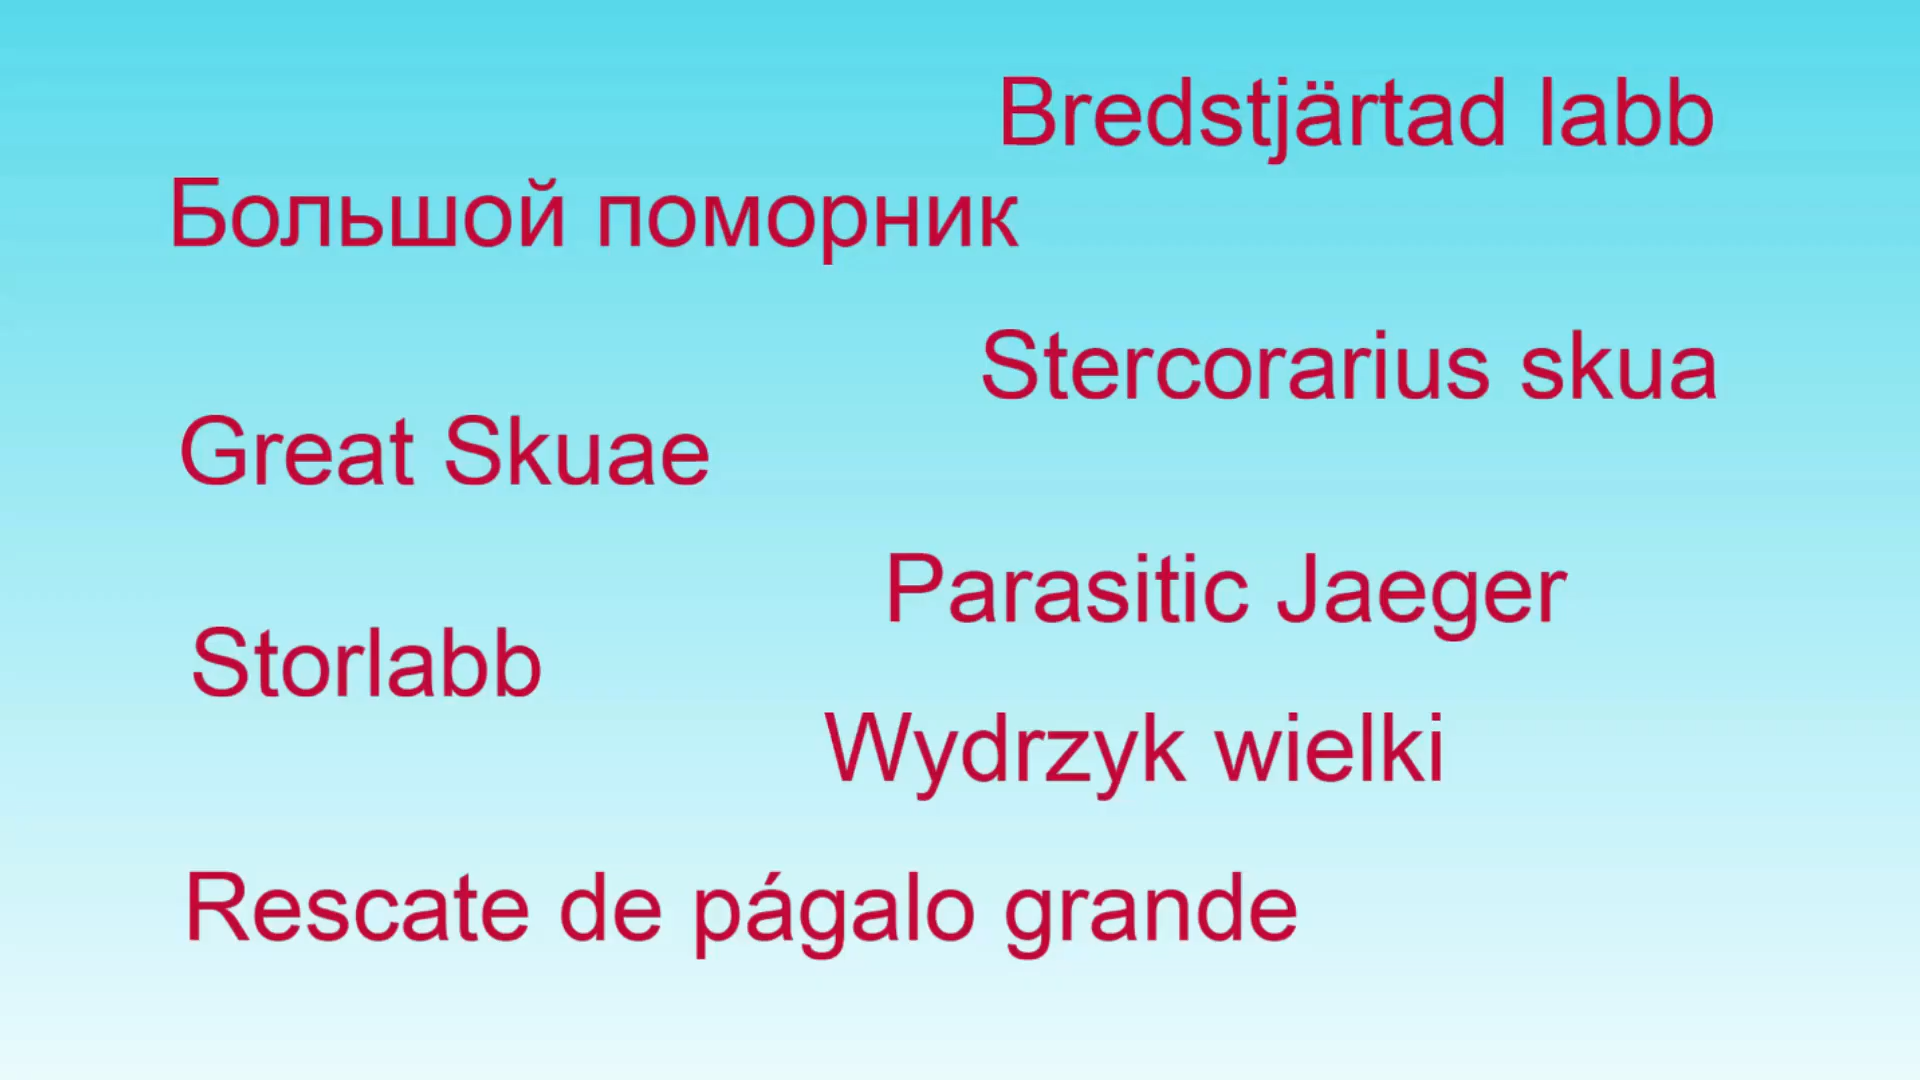 Bredstjärtad labb
Большой поморник
Stercorarius skua
Great Skuae
Parasitic Jaeger
Storlabb
Wydrzyk wielki
Rescate de págalo grande